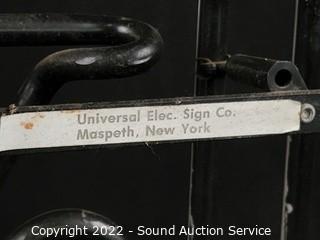 Universal Elec. Sign Co.
Maspeth, New York
Copyright 2022 - Sound Auction Service